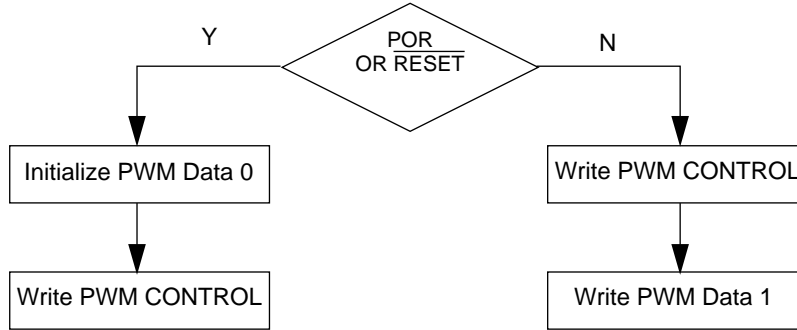 Y
POR
OR RESET
N
Initialize PWM Data 0
Write PWM CONTROL
Write PWM CONTROL
Write PWM Data 1